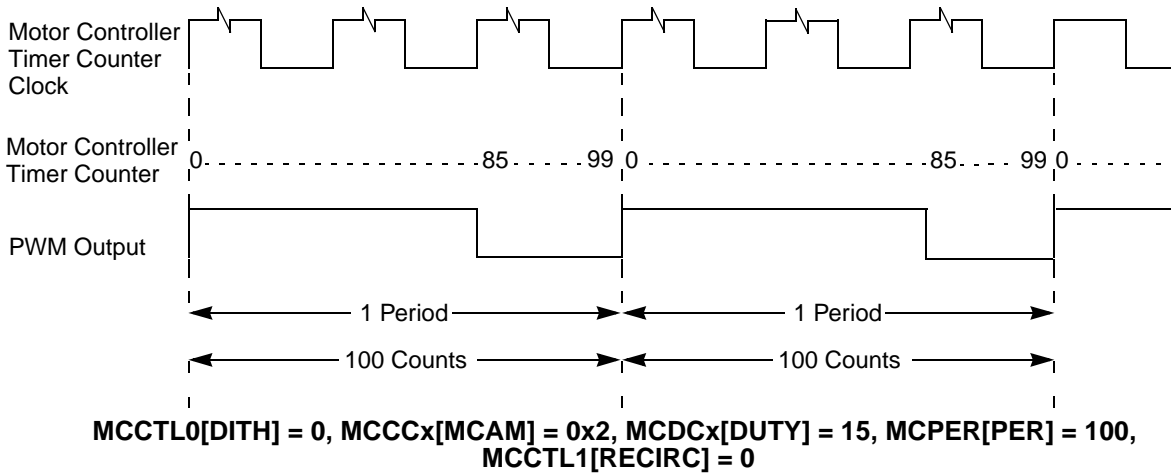 Motor Controller
Timer Counter
Clock
Motor Controller
Timer Counter
0 85 99 0 85 99 0
PWM Output
1 Period 1 Period
100 Counts 100 Counts
MCCTL0[DITH] = 0, MCCCx[MCAM] = 0x2, MCDCx[DUTY] = 15, MCPER[PER] = 100,
MCCTL1[RECIRC] = 0